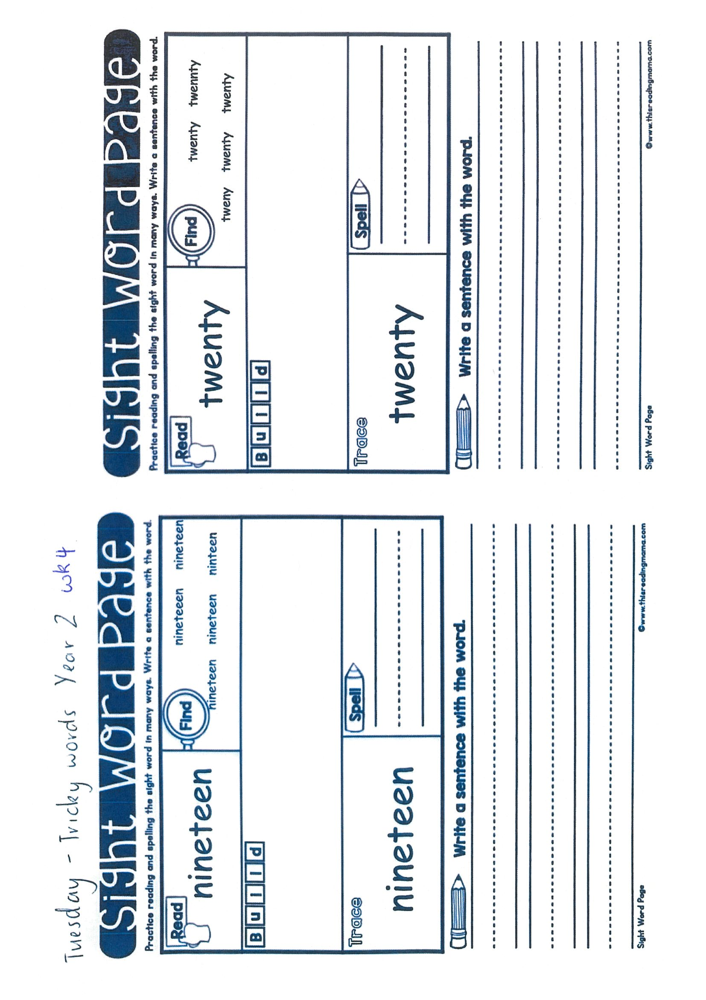 Tuesday - Tricky words Year 2 wk 4
Sight Word Page
Practice reading and spelling the sight word in many ways. Write a sentence with the word.
Read
nineteen
Find
nineteeen nineteen
nineteen nineteen ninteen
Build
Trace
nineteen
Spell
Write a sentence with the word.
Sight Word Page
©www.thisreadingmama.com
Sight Word Page
Practice reading and spelling the sight word in many ways. Write a sentence with the word.
Read
twenty
Find
twenty twennty
tweny twenty twenty
Build
Trace
twenty
Spell
Write a sentence with the word.
Sight Word Page
©www.thisreadingmama.com